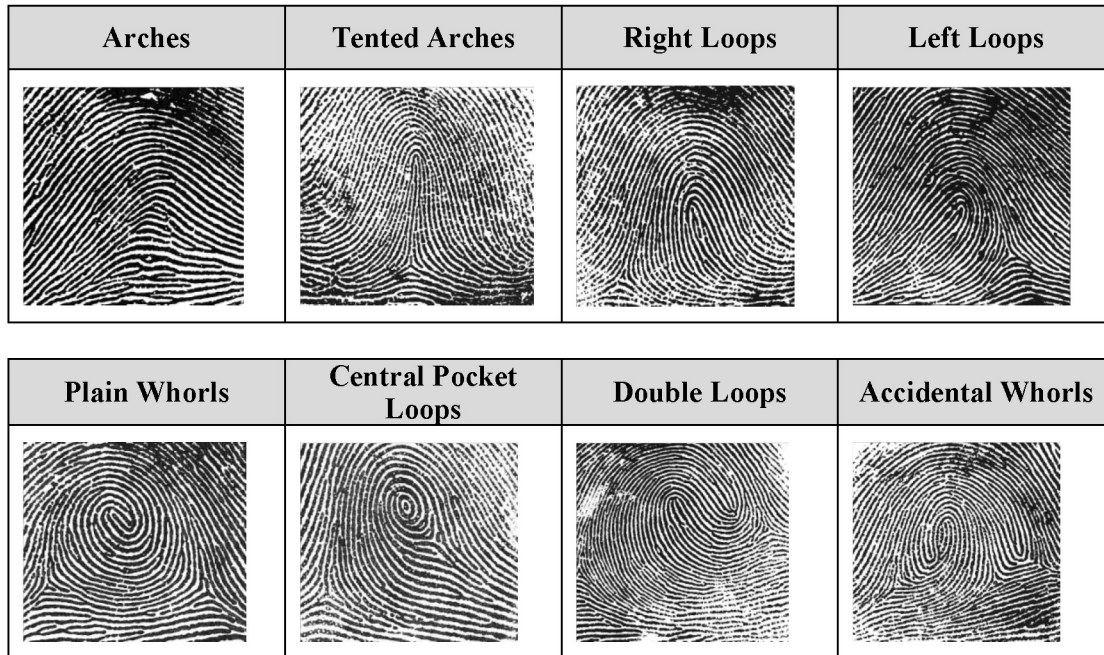 Arches
Tented Arches
Right Loops
Left Loops
Plain Whorls
Central Pocket
Loops
Double Loops
Accidental Whorls